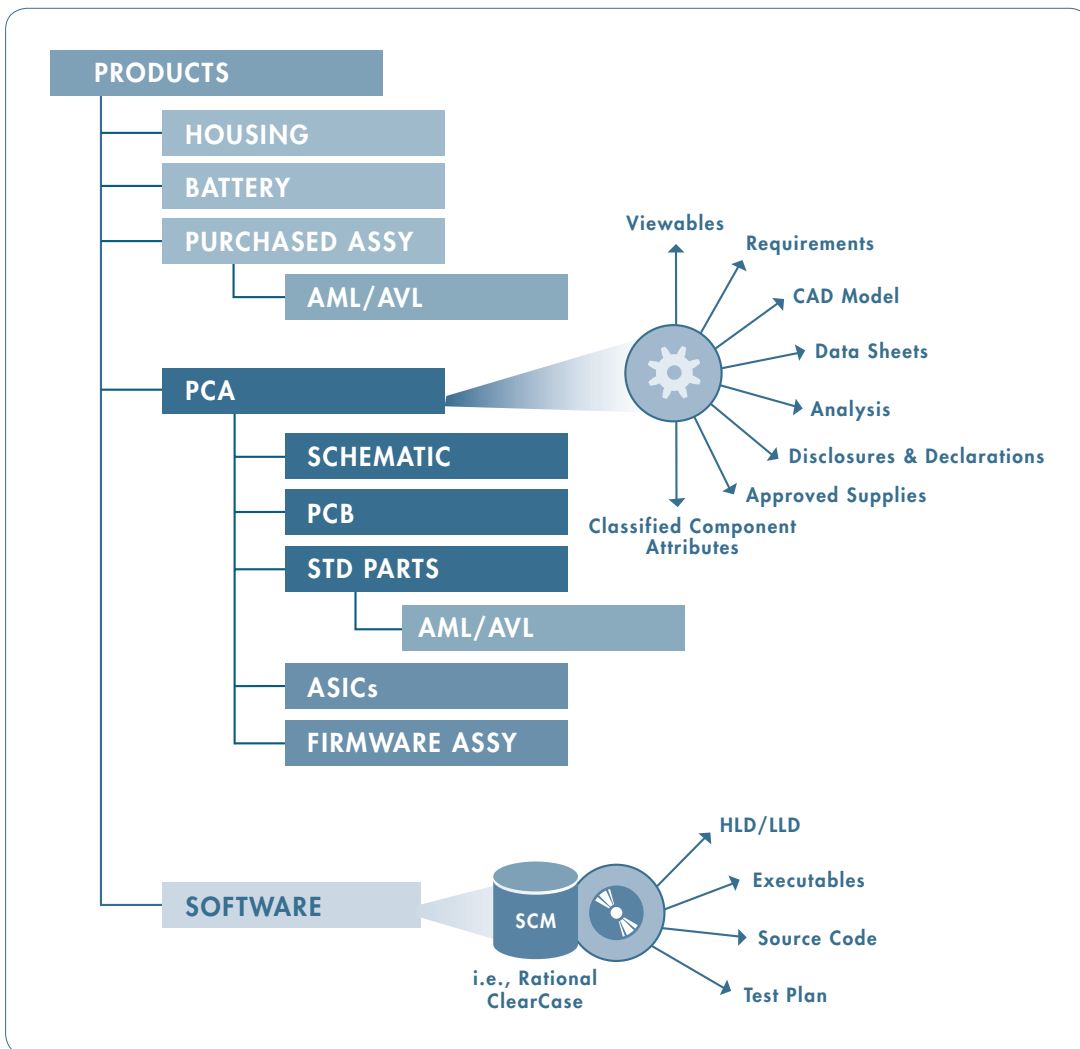 PRODUCTS
HOUSING
BATTERY
PURCHASED ASSY
AML/AVL
PCA
SCHEMATIC
PCB
STD PARTS
AML/AVL
ASICs
FIRMWARE ASSY
SOFTWARE
Viewables
Requirements
CAD Model
Data Sheets
Analysis
Disclosures & Declarations
Approved Supplies
Classified Component
Attributes
SCM
i.e., Rational
ClearCase
HLD/LLD
Executables
Source Code
Test Plan